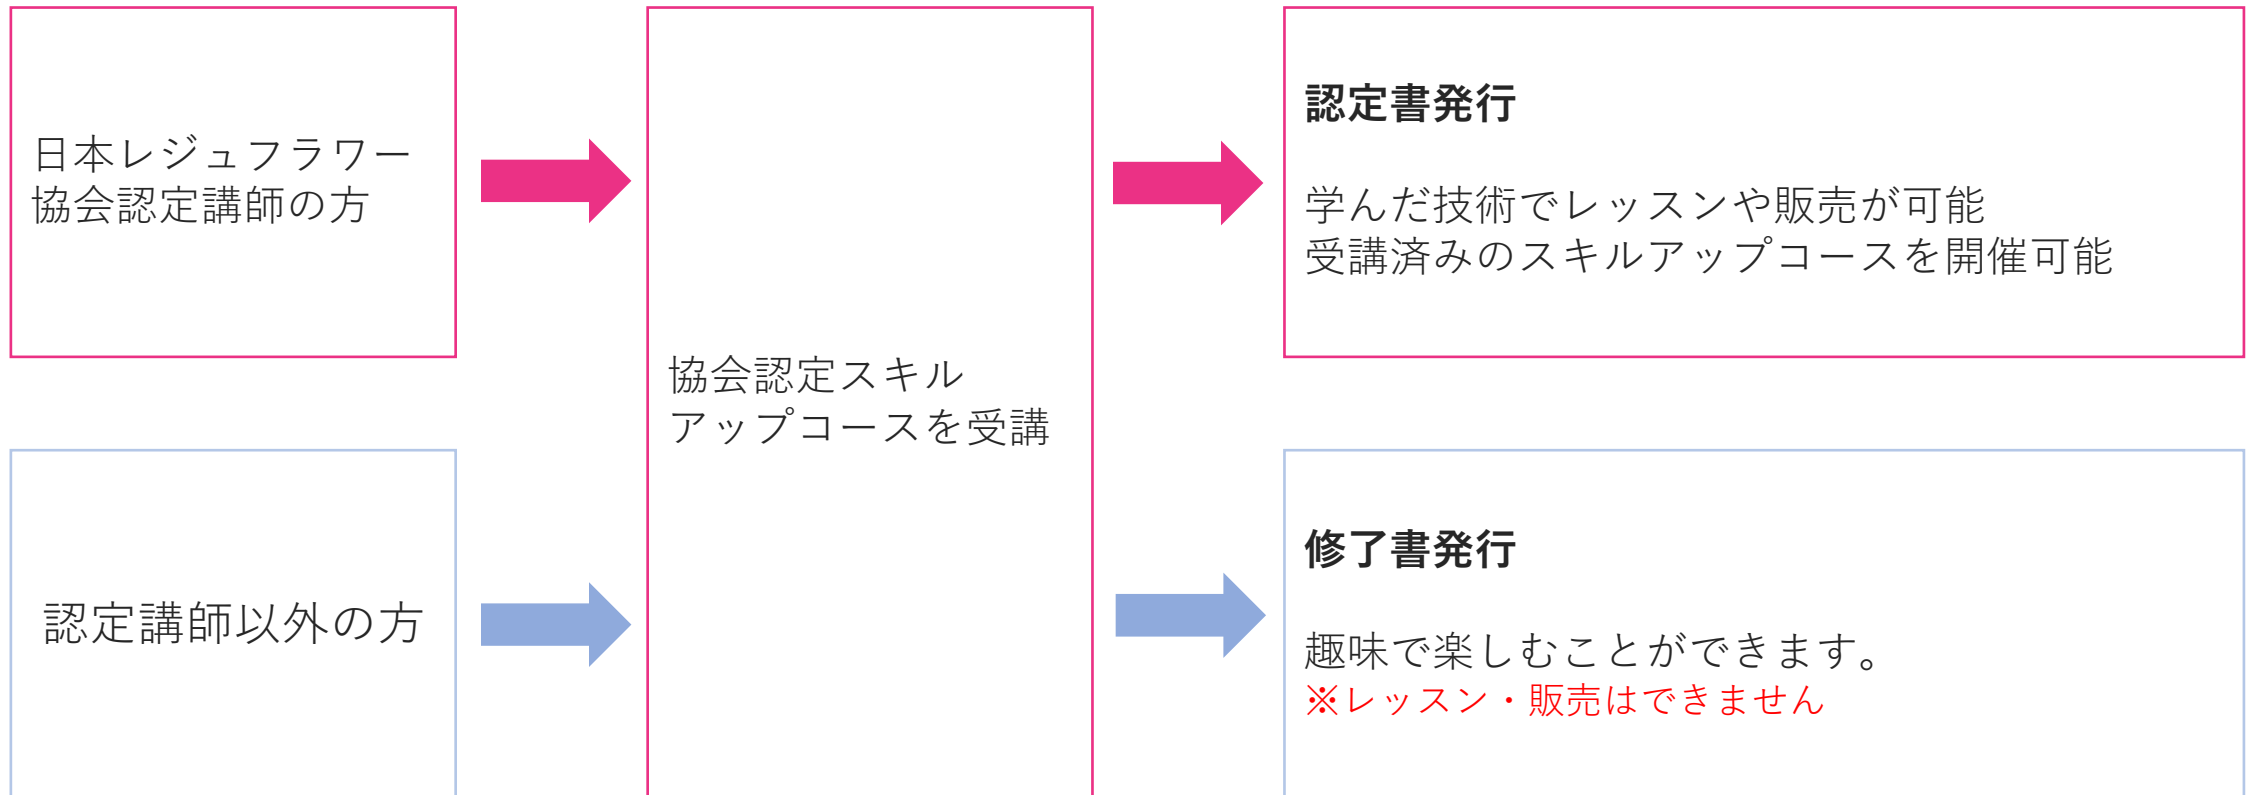 日本レジュフラワー
協会認定講師の方
協会認定スキル
アップコースを受講
認定書発行
学んだ技術でレッスンや販売が可能
受講済みのスキルアップコースを開催可能
認定講師以外の方
修了書発行
趣味で楽しむことができます。
※レッスン・販売はできません